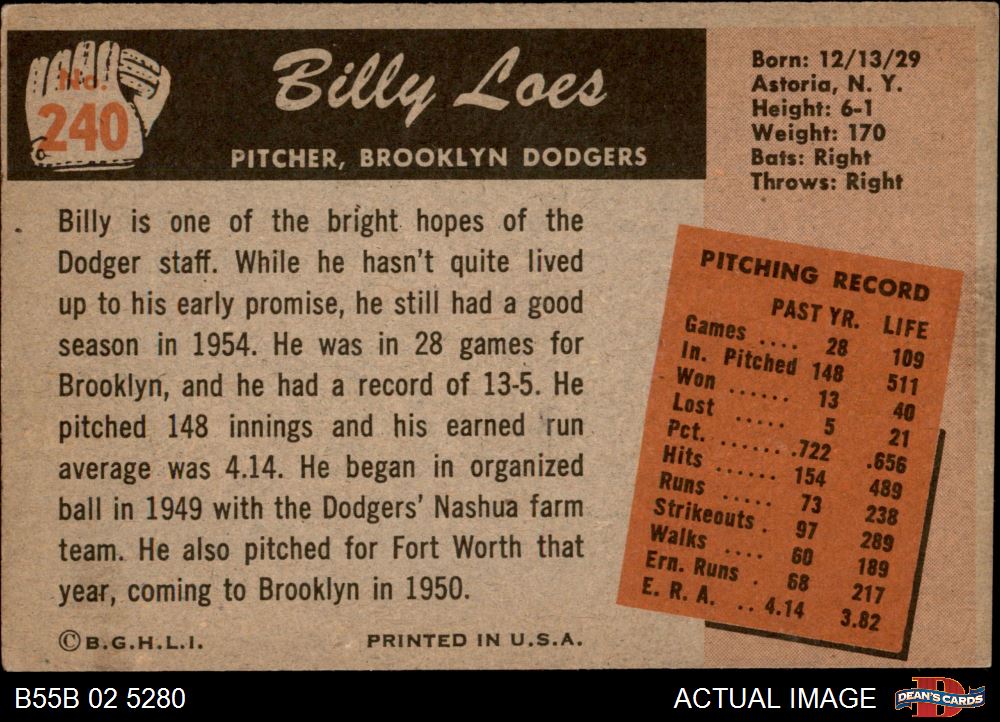 No.
240
Billy Loes
PITCHER, BROOKLYN DODGERS
Born: 12/13/29
Astoria, N. Y.
Height: 6-1
Weight: 170
Bats: Right
Throws: Right
Billy is one of the bright hopes of the
Dodger staff. While he hasn't quite lived
up to his early promise, he still had a good
season in 1954. He was in 28 games for
Brooklyn, and he had a record of 13-5. He
pitched 148 innings and his earned run
average was 4.14. He began in organized
ball in 1949 with the Dodgers' Nashua farm
team. He also pitched for Fort Worth that
year, coming to Brooklyn in 1950.
©B.G.H.L.I. PRINTED IN U.S.A.
PITCHING RECORD
PAST YR. LIFE
Games .... 28 109
In. Pitched 148 511
Won ...... 13 40
Lost ..... 5 21
Pct. ....... .722 .656
Hits ...... 154 489
Runs ..... 73 238
Strikeouts . 97 289
Walks .... 60 189
Ern. Runs . 68 217
E. R. A. .. 4.14 3.82
B55B 02 5280 ACTUAL IMAGE D DEAN'S CARDS